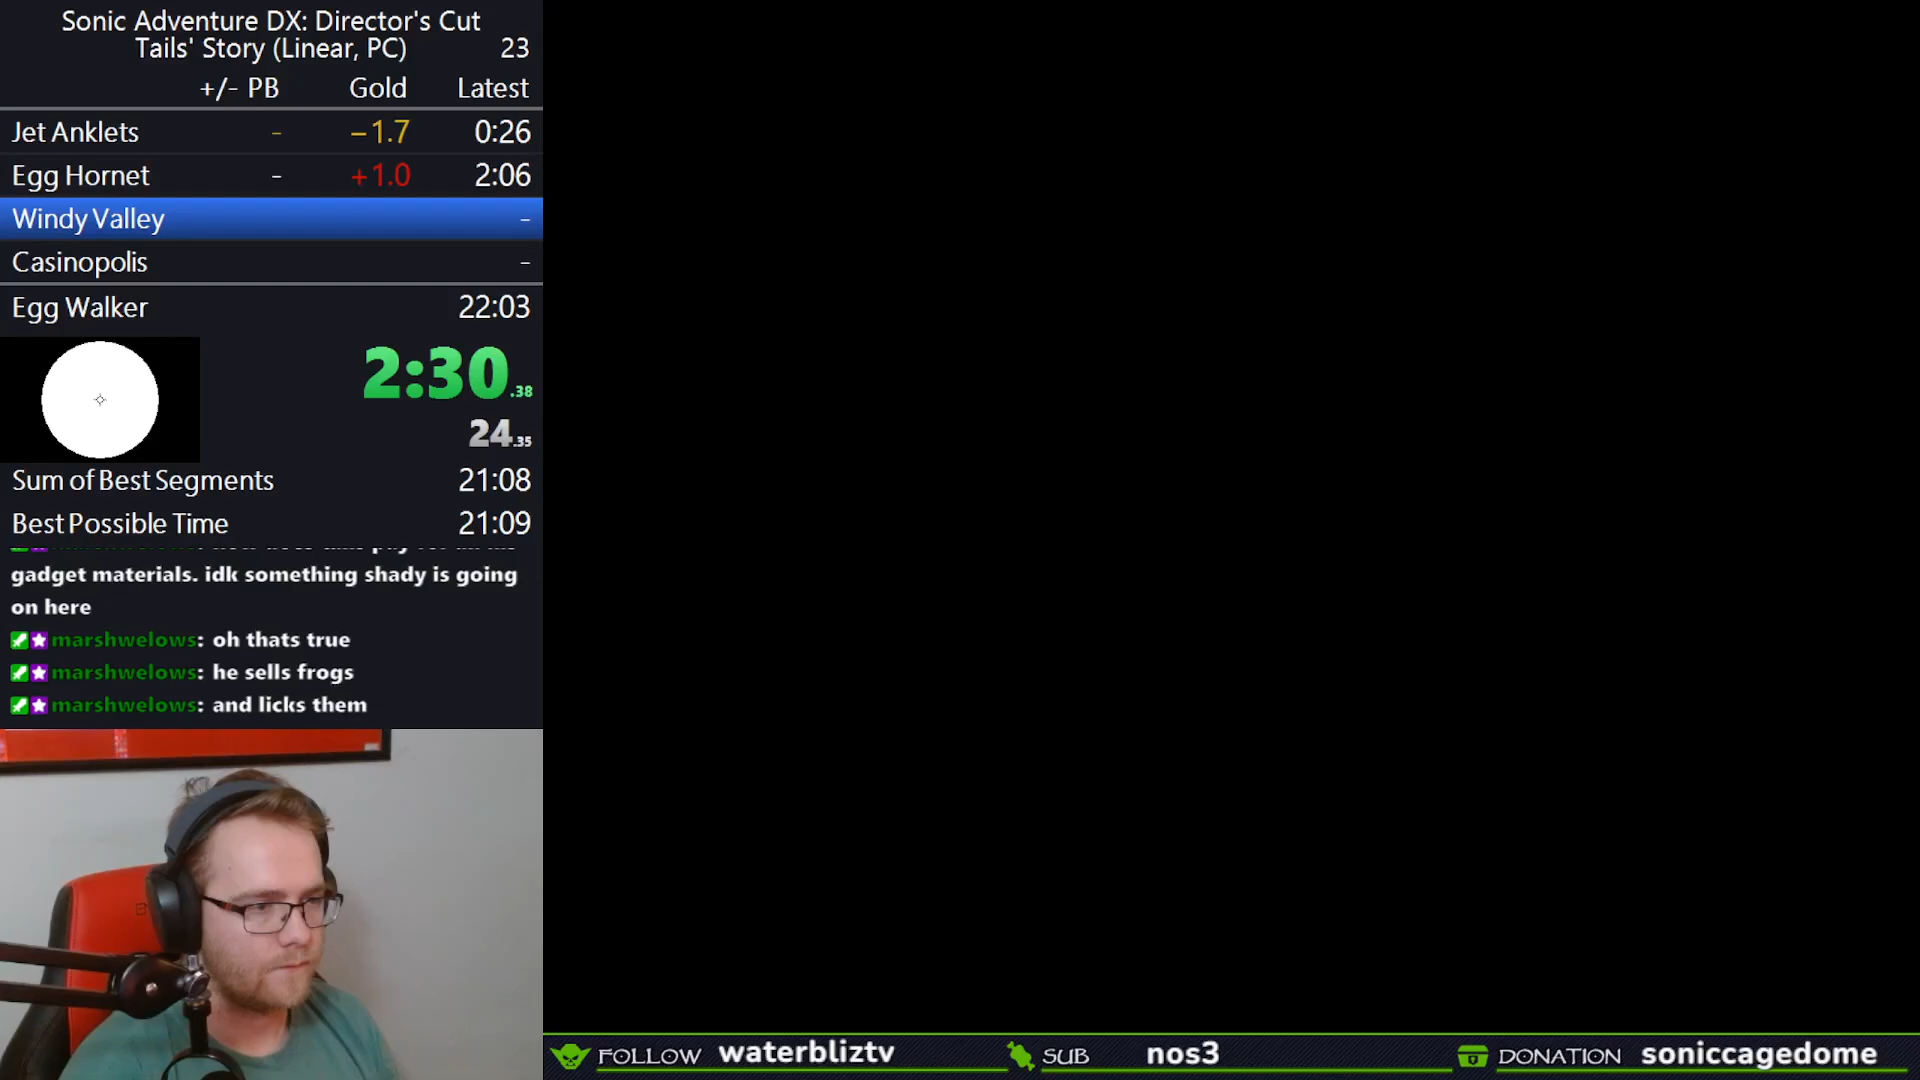 Sonic Adventure DX: Director's Cut
Tails' Story (Linear, PC) 23
+/- PB Gold Latest
Jet Anklets - −1.7 0:26
Egg Hornet - +1.0 2:06
Windy Valley -
Casinopolis -
Egg Walker 22:03
2:30.38
24.35
Sum of Best Segments 21:08
Best Possible Time 21:09
gadget materials. idk something shady is going
on here
marshwelows: oh thats true
marshwelows: he sells frogs
marshwelows: and licks them
FOLLOW waterbliztv SUB nos3 DONATION soniccagedome